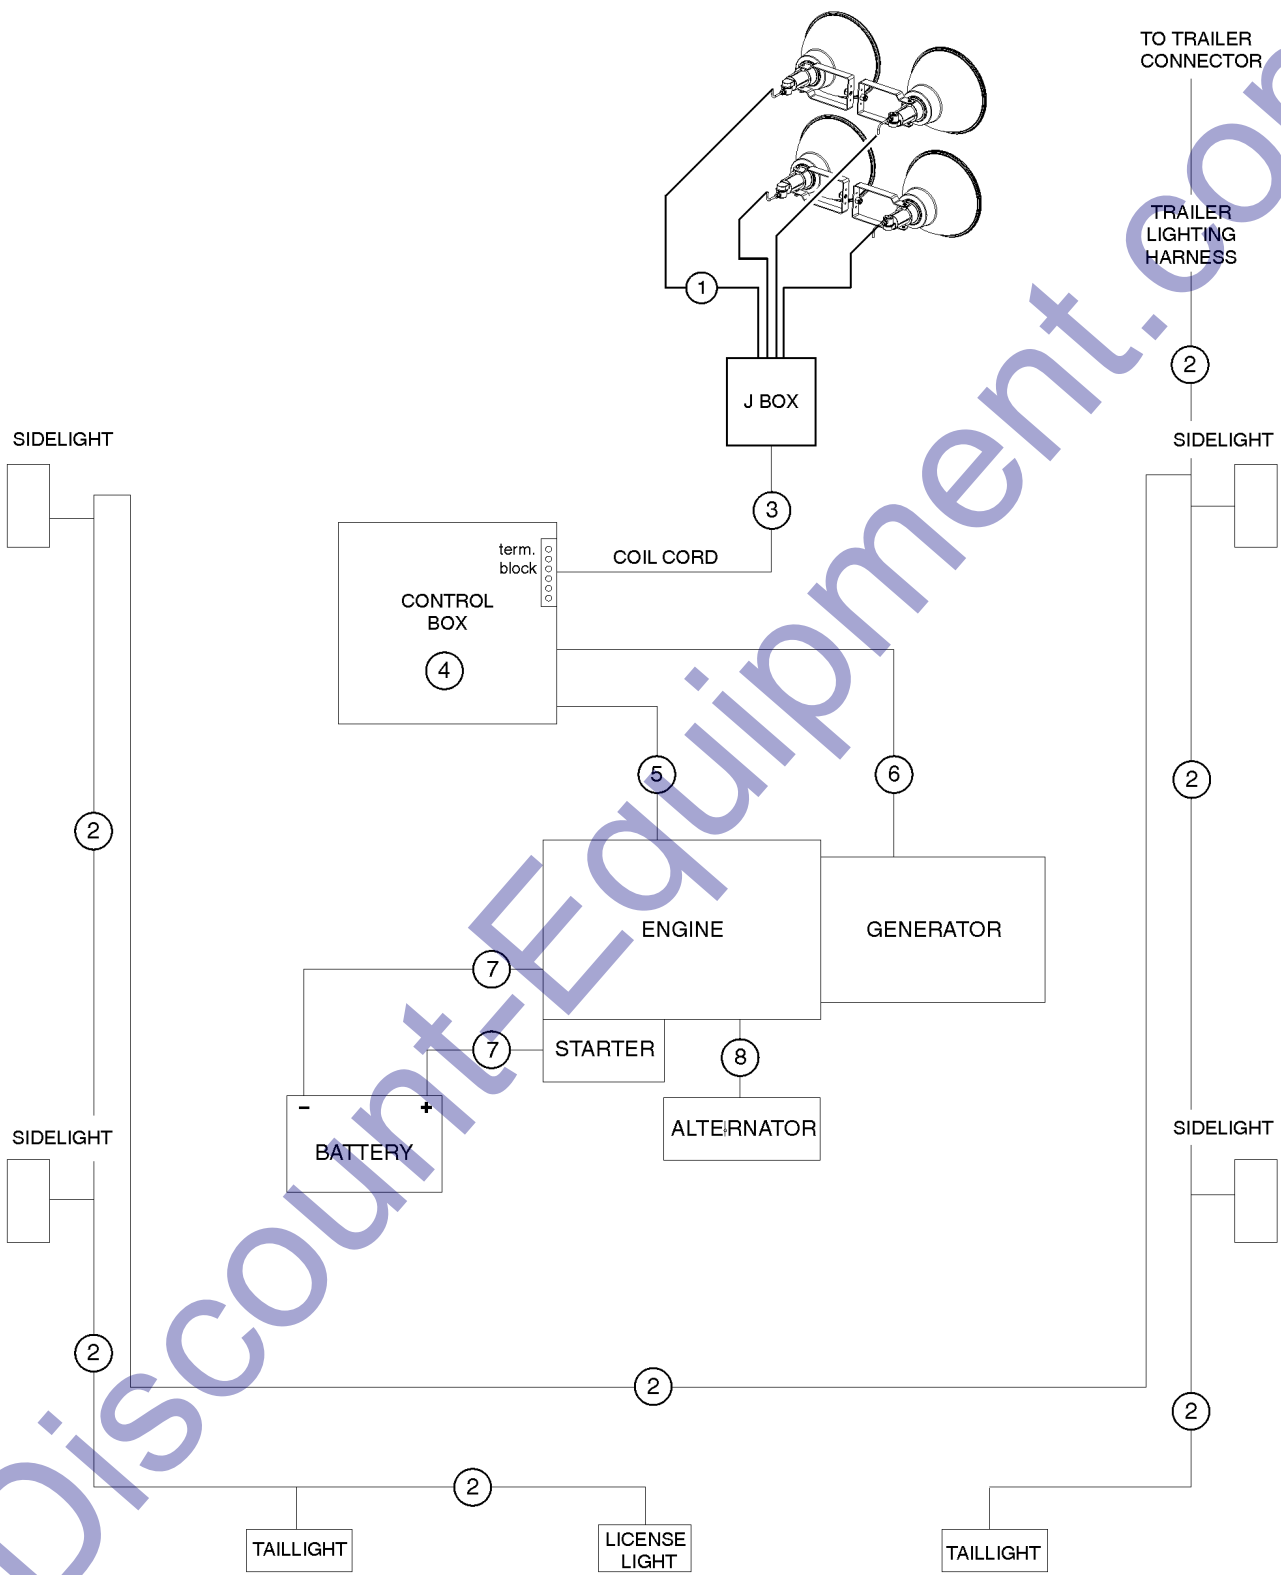 TO TRAILER
CONNECTOR
TRAILER
LIGHTING
HARNESS
1
2
J BOX
SIDELIGHT
SIDELIGHT
3
term.
block
COIL CORD
CONTROL
BOX
4
5
6
2
2
ENGINE
GENERATOR
7
7
STARTER
8
- +
BATTERY
ALTERNATOR
SIDELIGHT
SIDELIGHT
2
2
2
2
TAILLIGHT
LICENSE
LIGHT
TAILLIGHT
Discount-Equipment.com